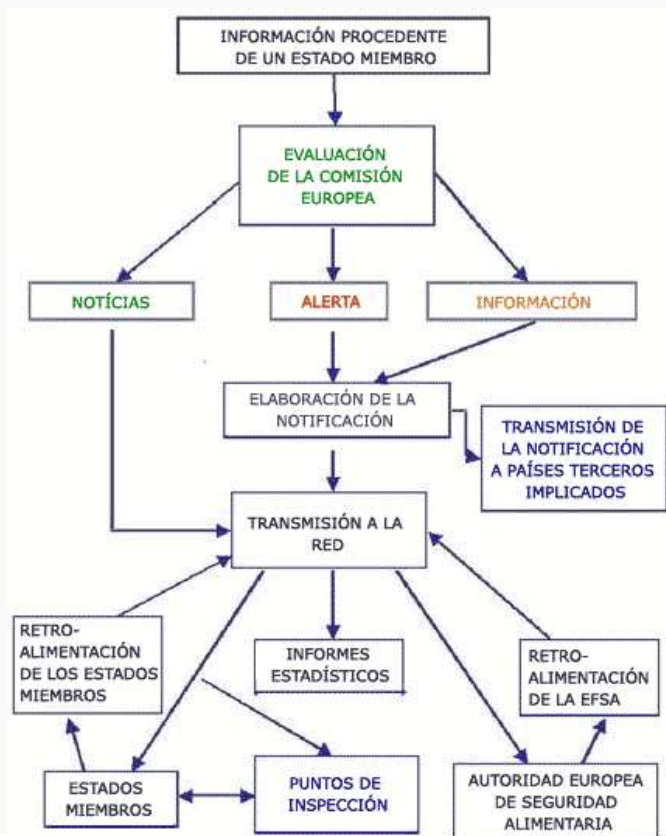 INFORMACIÓN PROCEDENTE
DE UN ESTADO MIEMBRO
EVALUACIÓN
DE LA COMISIÓN
EUROPEA
NOTÍCIAS
ALERTA
INFORMACIÓN
ELABORACIÓN DE LA
NOTIFICACIÓN
TRANSMISIÓN DE
LA NOTIFICACIÓN
A PAÍSES TERCEROS
IMPLICADOS
TRANSMISIÓN A LA
RED
RETRO-
ALIMENTACIÓN
DE LOS ESTADOS
MIEMBROS
INFORMES
ESTADÍSTICOS
RETRO-
ALIMENTACIÓN
DE LA EFSA
ESTADOS
MIEMBROS
PUNTOS DE
INSPECCIÓN
AUTORIDAD EUROPEA
DE SEGURIDAD
ALIMENTARIA